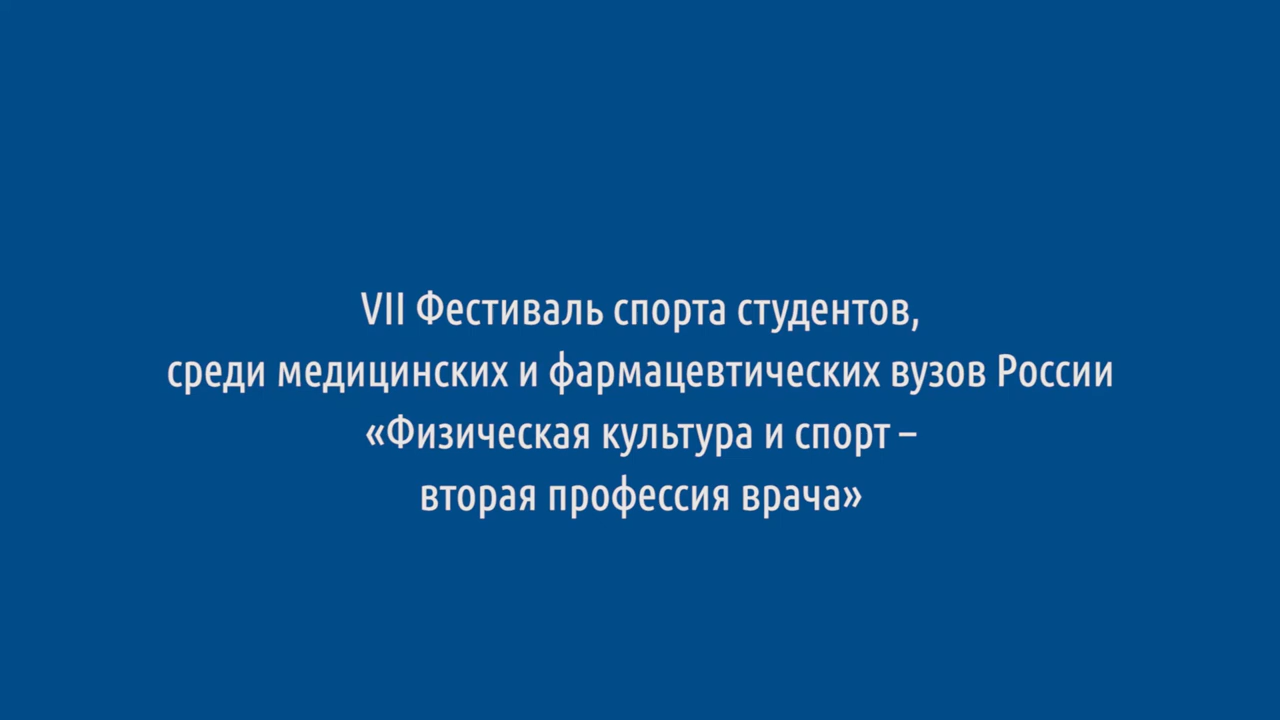 VII Фестиваль спорта студентов,
среди медицинских и фармацевтических вузов России
«Физическая культура и спорт –
вторая профессия врача»